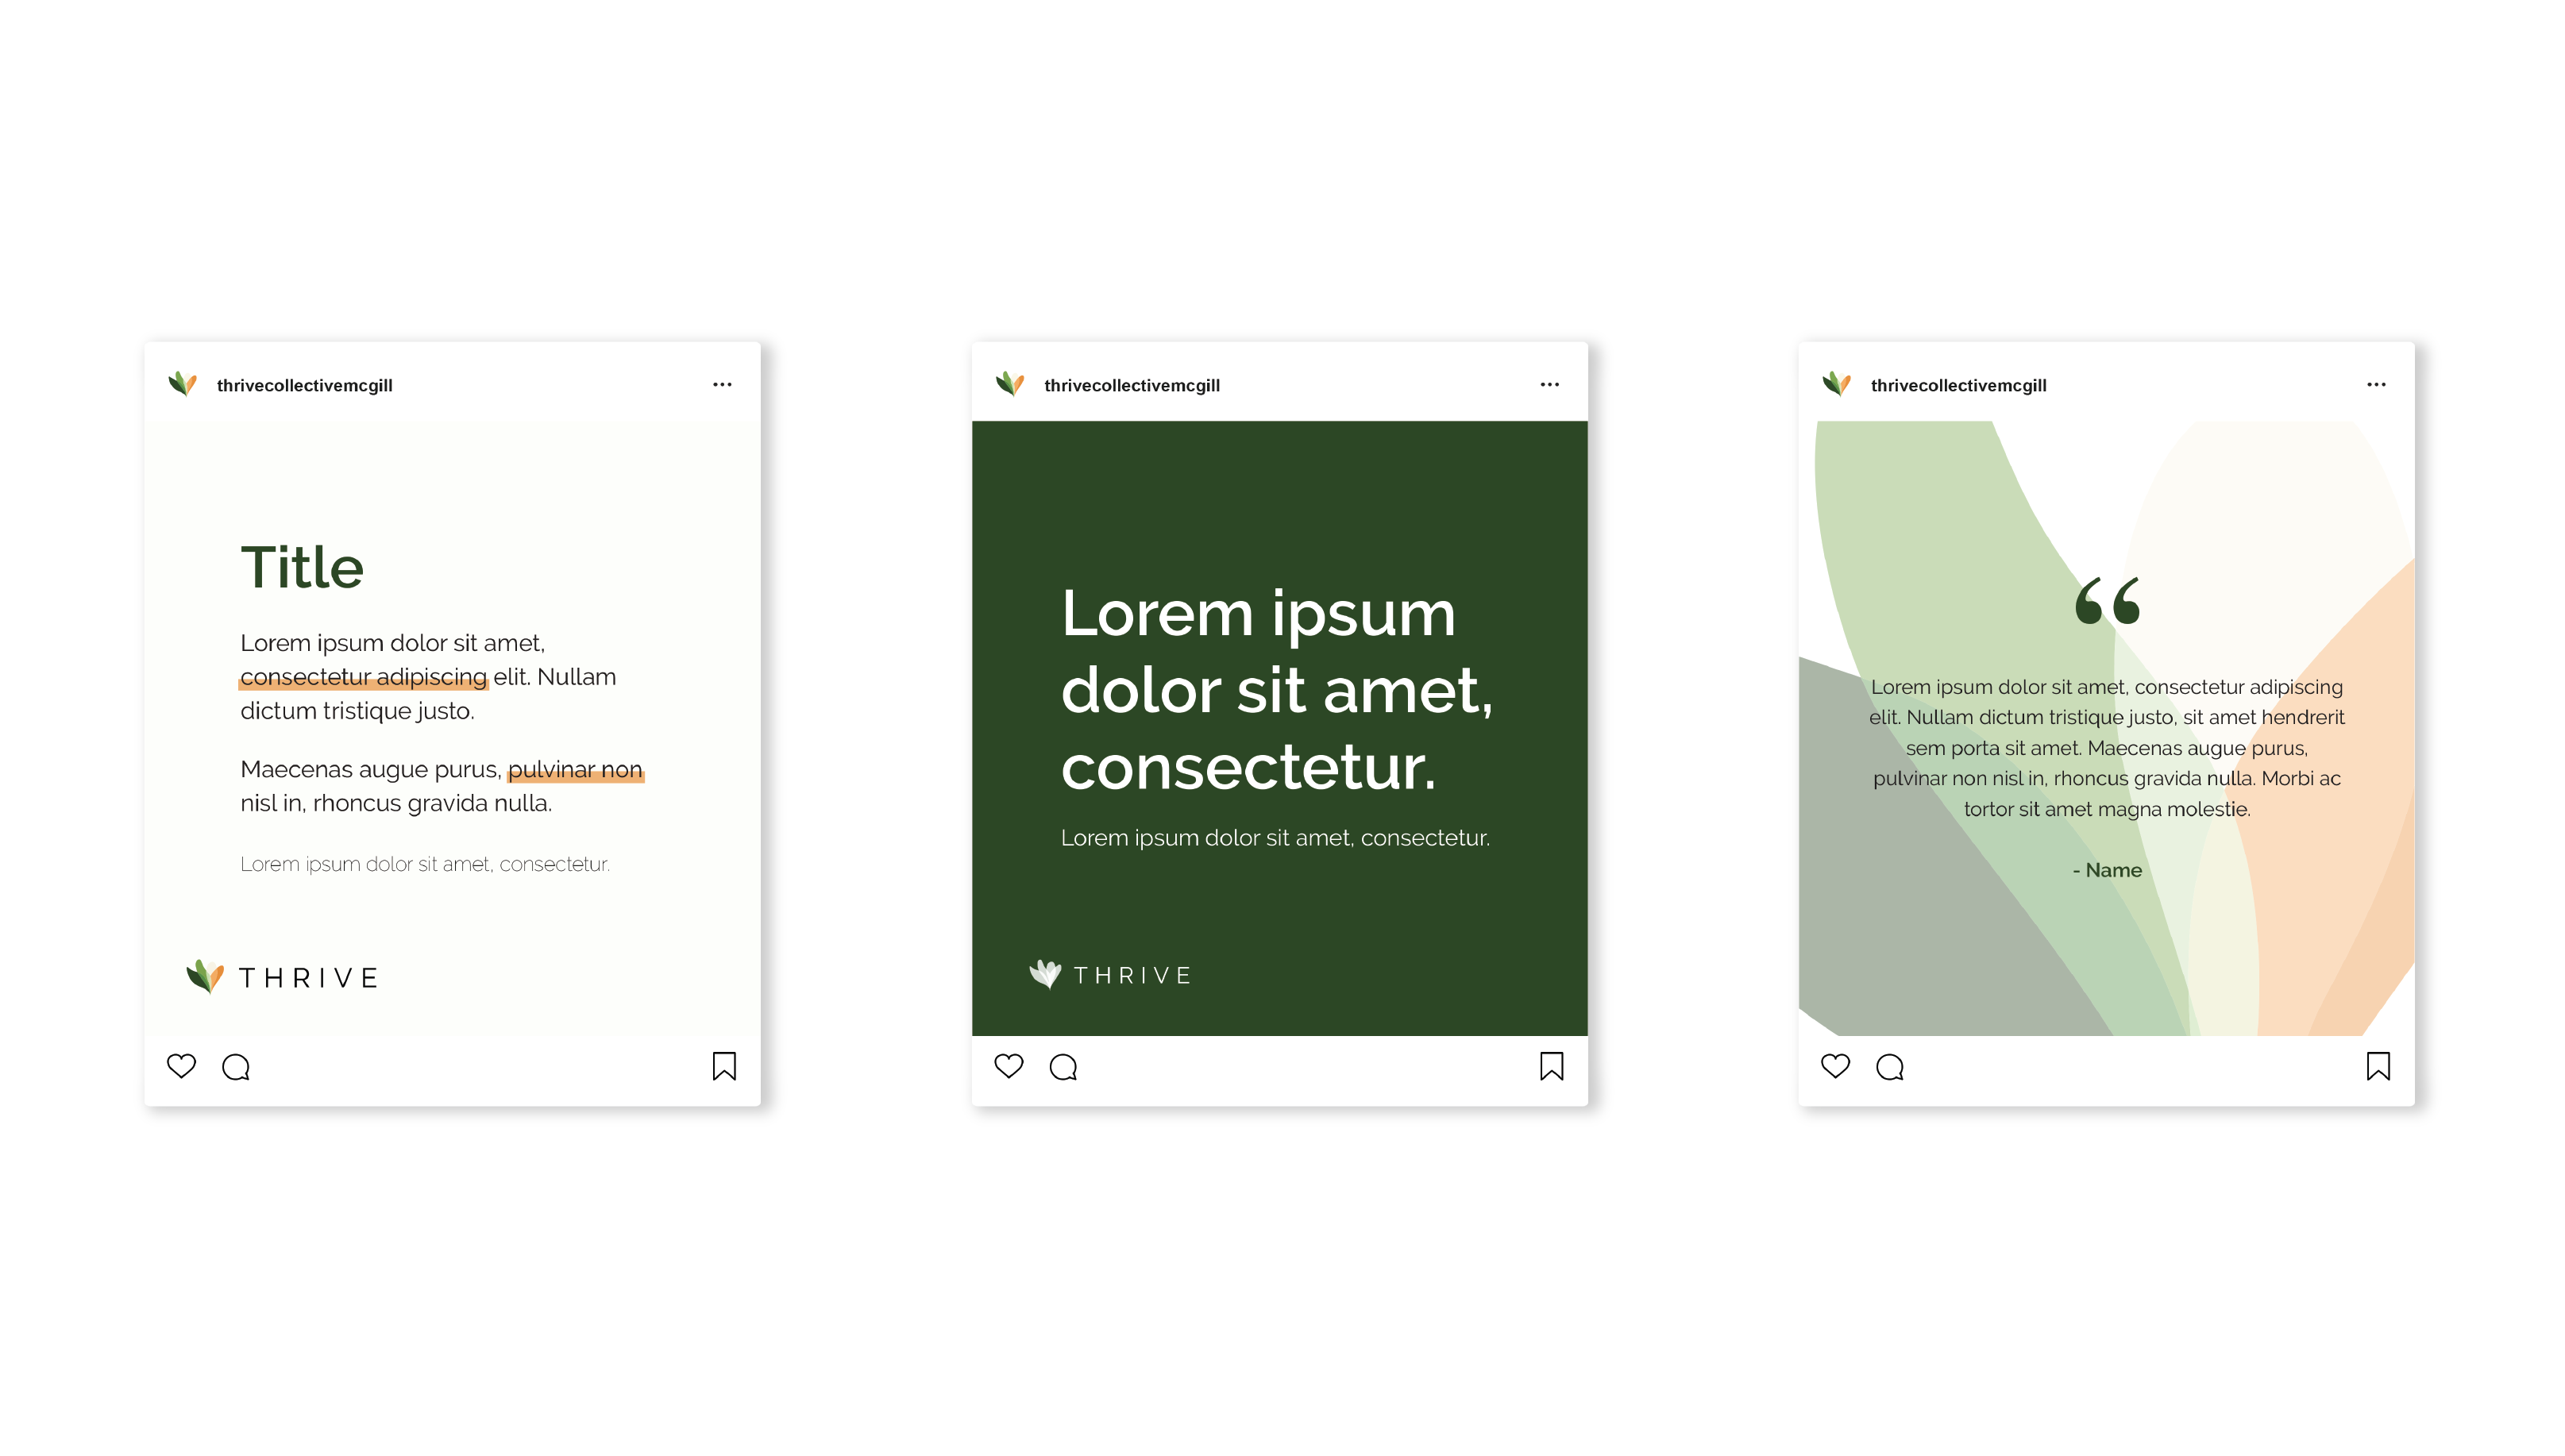 thrivecollectivemcgill
Title
Lorem ipsum dolor sit amet,
consectetur adipiscing elit. Nullam
dictum tristique justo.
Maecenas augue purus, pulvinar non
nisl in, rhoncus gravida nulla.
Lorem ipsum dolor sit amet, consectetur.
THRIVE
thrivecollectivemcgill
Lorem ipsum
dolor sit amet,
consectetur.
Lorem ipsum dolor sit amet, consectetur.
THRIVE
thrivecollectivemcgill
“
Lorem ipsum dolor sit amet, consectetur adipiscing
elit. Nullam dictum tristique justo, sit amet hendrerit
sem porta sit amet. Maecenas augue purus,
pulvinar non nisl in, rhoncus gravida nulla. Morbi ac
tortor sit amet magna molestie.
- Name